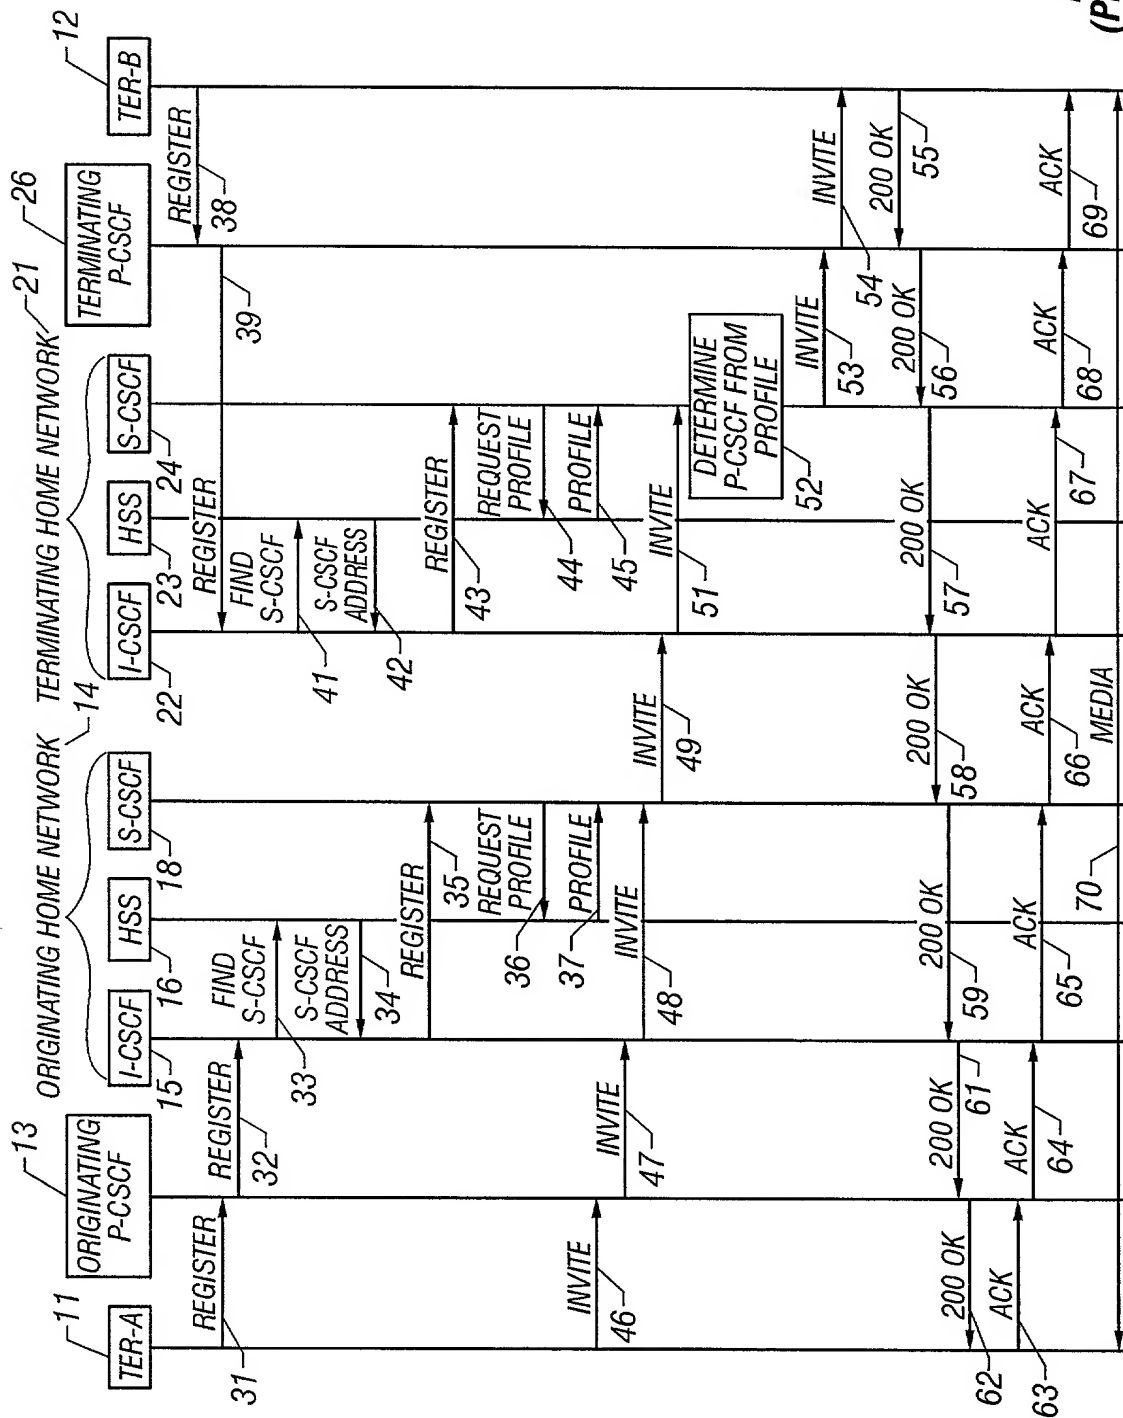 ORIGINATING HOME NETWORK
14
TERMINATING HOME NETWORK
21
11
TER-A
13
ORIGINATING
P-CSCF
15
I-CSCF
16
HSS
18
S-CSCF
22
I-CSCF
23
HSS
24
S-CSCF
26
TERMINATING
P-CSCF
12
TER-B
REGISTER
38
REGISTER
39
REGISTER
31
REGISTER
32
FIND
S-CSCF
33
FIND
S-CSCF
41
S-CSCF
ADDRESS
34
S-CSCF
ADDRESS
42
REGISTER
35
REGISTER
43
REQUEST
PROFILE
36
REQUEST
PROFILE
44
PROFILE
37
PROFILE
45
INVITE
46
INVITE
47
INVITE
48
INVITE
49
INVITE
51
DETERMINE
P-CSCF FROM
PROFILE
52
INVITE
53
INVITE
54
200 OK
55
200 OK
56
200 OK
57
200 OK
58
200 OK
59
200 OK
61
200 OK
62
ACK
63
ACK
64
ACK
65
ACK
66
ACK
67
ACK
68
ACK
69
MEDIA
70